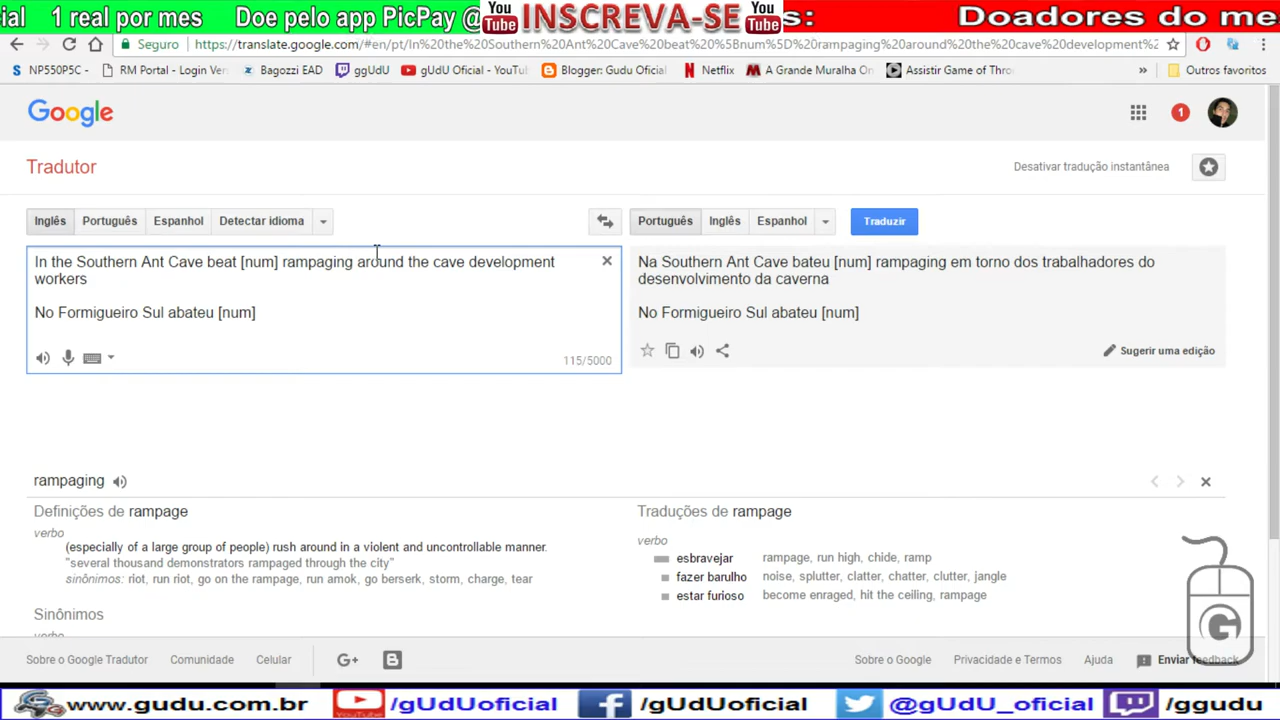 ial 1 real por mes Doe pelo app PicPay @ You Tube INSCREVA-SE You Tube s: Doadores do me
Seguro https://translate.google.com/#en/pt/In%20the%20Southern%20Ant%20Cave%20beat%20%5Bnum%5D%20rampaging%20around%20the%20cave%20development%
NP550P5C - RM Portal - Login Ver Bagozzi EAD ggUdU gUdU Oficial - YouTu Blogger: Gudu Oficial Netflix A Grande Muralha On Assistir Game of Thro » Outros favoritos
Google 1
Tradutor Desativar tradução instantânea
Inglês Português Espanhol Detectar idioma Português Inglês Espanhol Traduzir
In the Southern Ant Cave beat [num] rampaging around the cave development
workers
No Formigueiro Sul abateu [num]
115/5000
Na Southern Ant Cave bateu [num] rampaging em torno dos trabalhadores do
desenvolvimento da caverna
No Formigueiro Sul abateu [num]
Sugerir uma edição
rampaging
Definições de rampage
verbo
(especially of a large group of people) rush around in a violent and uncontrollable manner.
"several thousand demonstrators rampaged through the city"
sinônimos: riot, run riot, go on the rampage, run amok, go berserk, storm, charge, tear
Sinônimos
verbo
Traduções de rampage
verbo
esbravejar rampage, run high, chide, ramp
fazer barulho noise, splutter, clatter, chatter, clutter, jangle
estar furioso become enraged, hit the ceiling, rampage
G
Sobre o Google Tradutor Comunidade Celular G+ Sobre o Google Privacidade e Termos Ajuda Enviar feedback
www.gudu.com.br YouTube /gUdUoficial /gUdUoficial @gUdU_oficial /ggudu